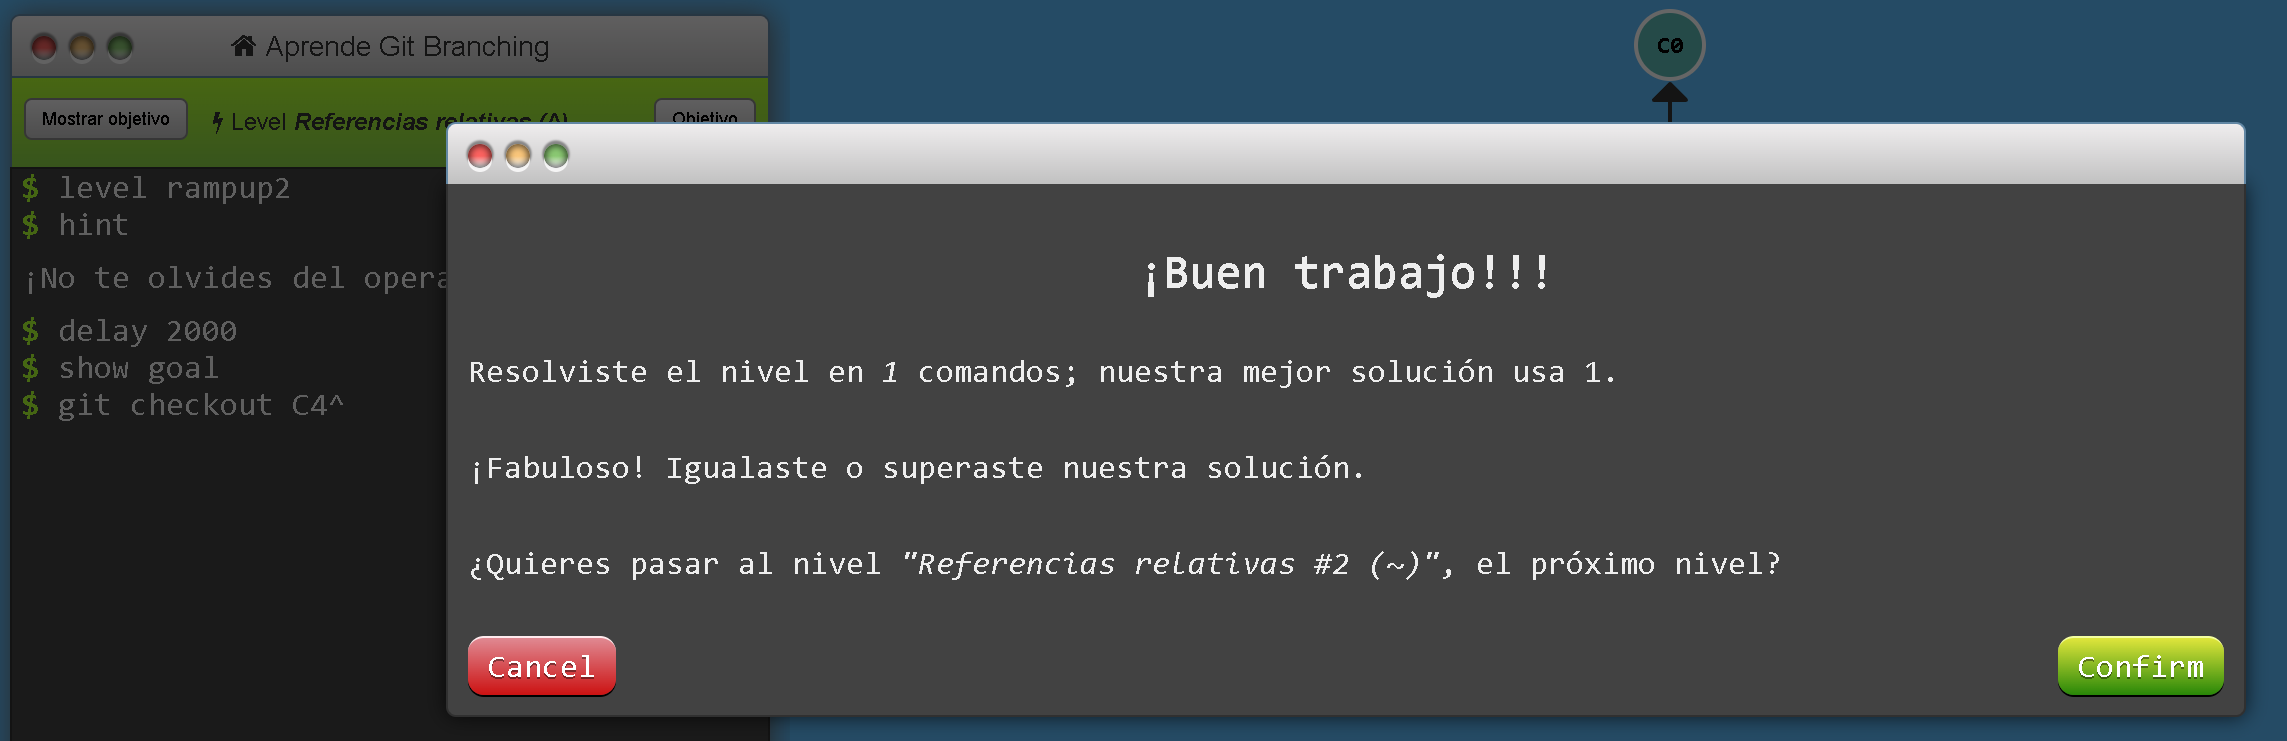 Aprende Git Branching
Mostrar objetivo
Level Referencias relativas (^)
Objetivo
$ level rampup2
$ hint
¡No te olvides del opera
$ delay 2000
$ show goal
$ git checkout C4^
C0
¡Buen trabajo!!!
Resolviste el nivel en 1 comandos; nuestra mejor solución usa 1.
¡Fabuloso! Igualaste o superaste nuestra solución.
¿Quieres pasar al nivel "Referencias relativas #2 (~)", el próximo nivel?
Cancel
Confirm